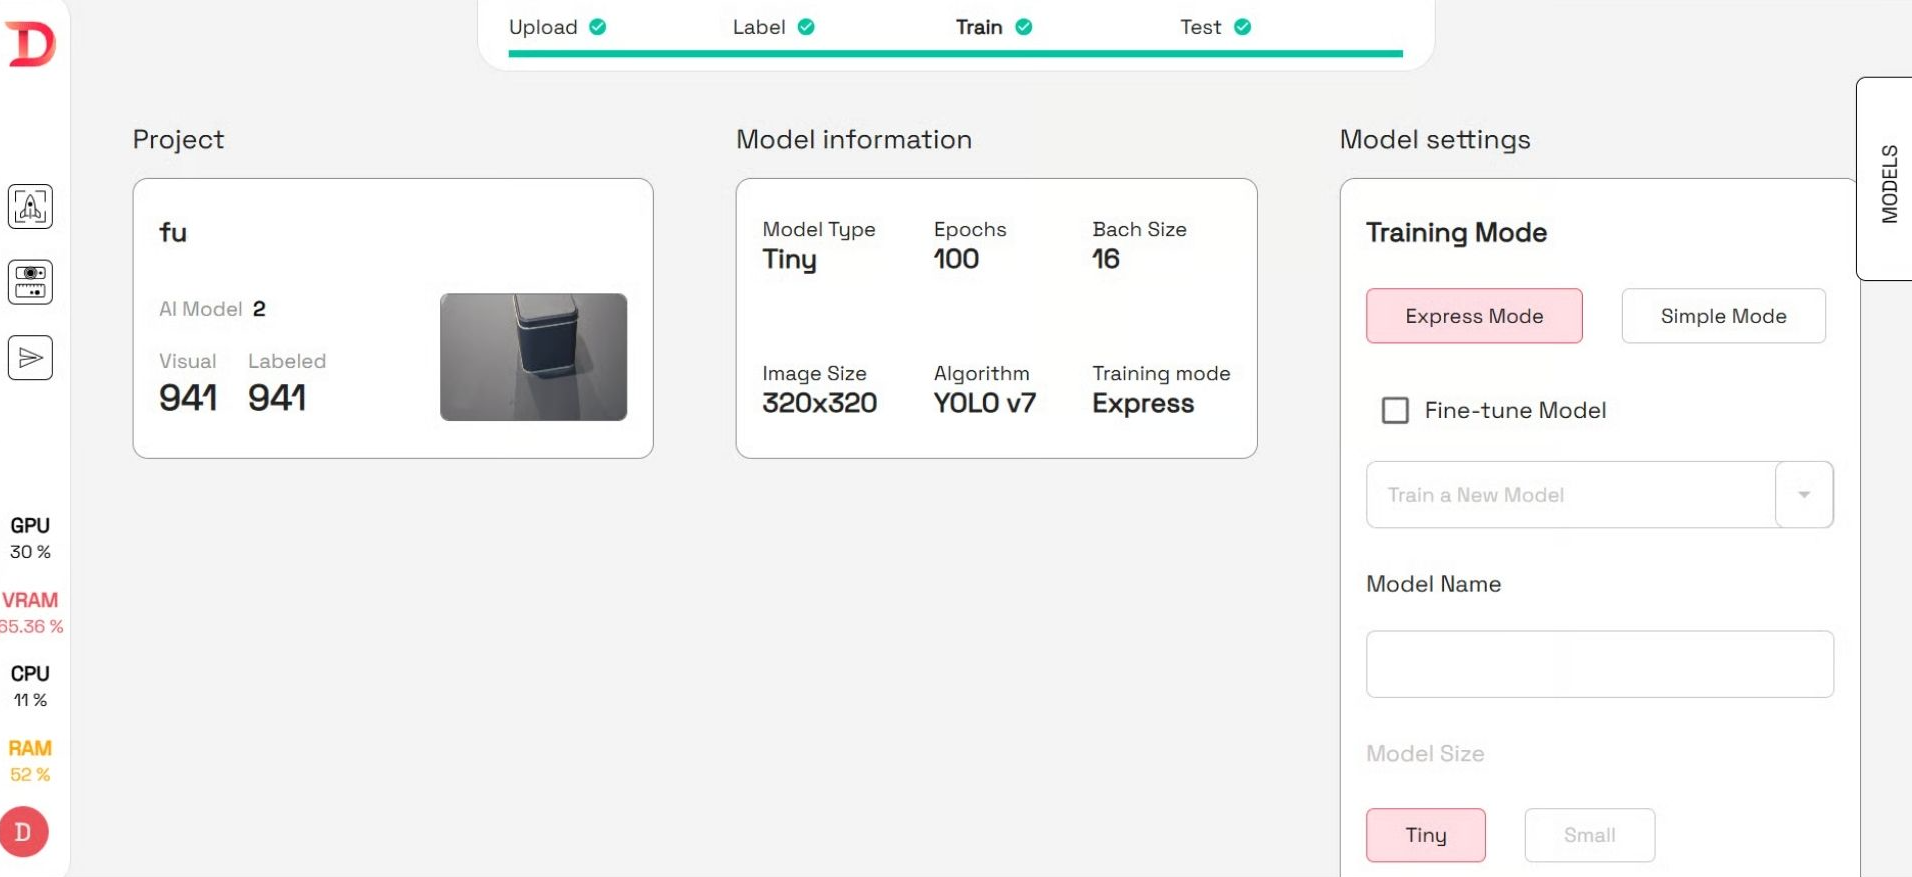 Upload
Label
Train
Test
D
GPU
30 %
VRAM
65.36 %
CPU
11 %
RAM
52 %
D
Project
fu
AI Model 2
Visual
941
Labeled
941
Model information
Model Type
Tiny
Epochs
100
Bach Size
16
Image Size
320x320
Algorithm
YOLO v7
Training mode
Express
Model settings
Training Mode
Express Mode
Simple Mode
Fine-tune Model
Train a New Model
Model Name
Model Size
Tiny
Small
MODELS